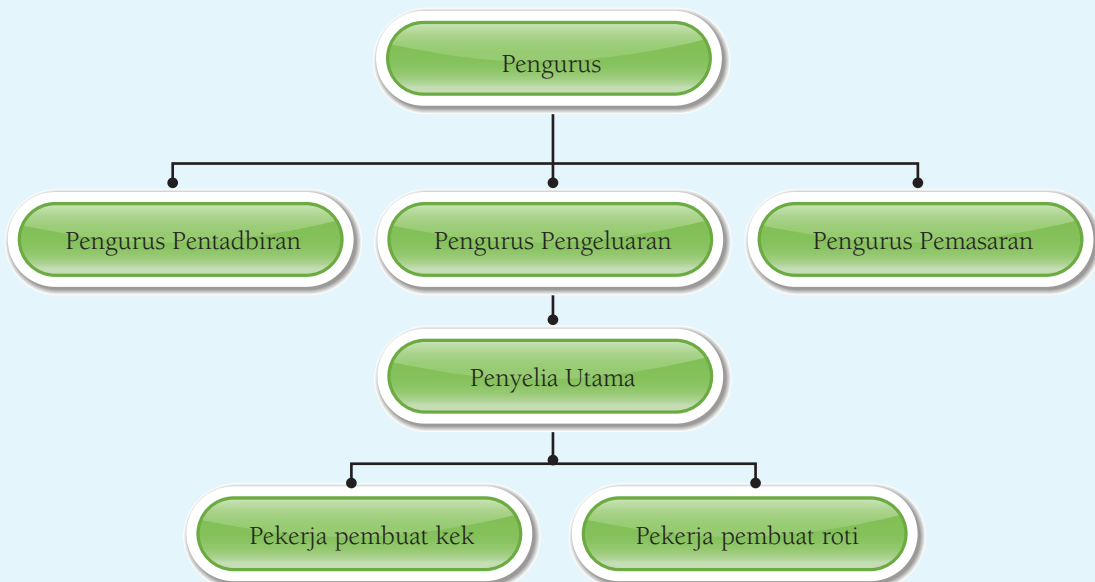 Pengurus
Pengurus Pentadbiran
Pengurus Pengeluaran
Pengurus Pemasaran
Penyelia Utama
Pekerja pembuat kek
Pekerja pembuat roti